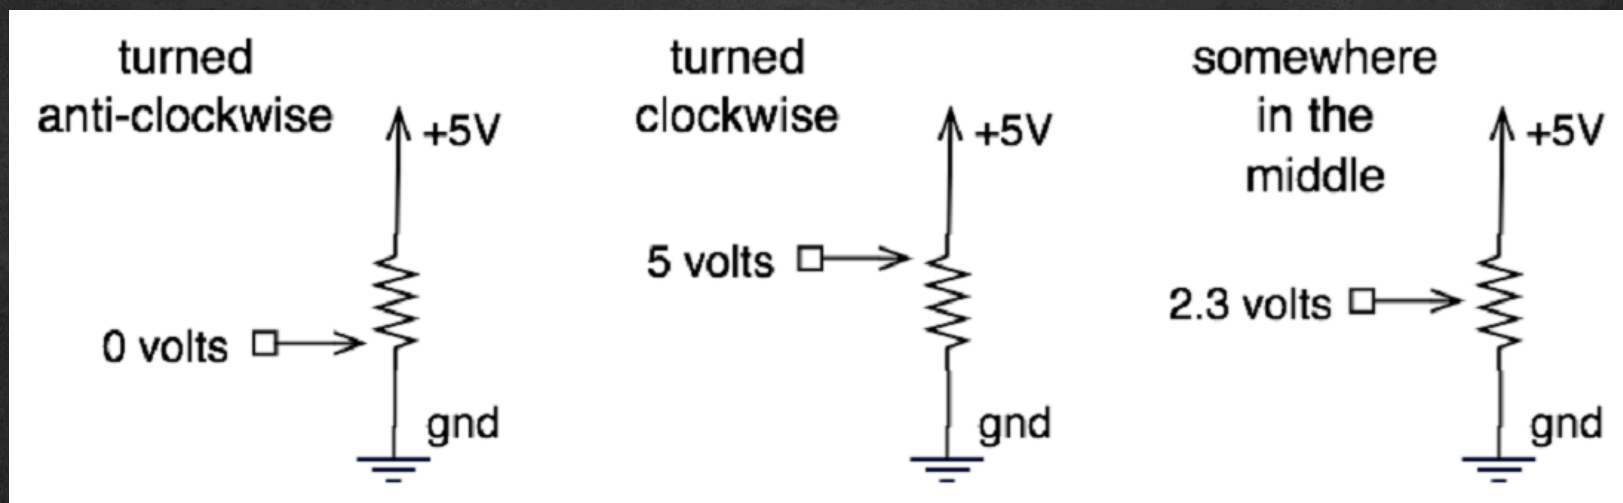 turned
anti-clockwise
+5V
0 volts
gnd
turned
clockwise
+5V
5 volts
gnd
somewhere
in the
middle
+5V
2.3 volts
gnd